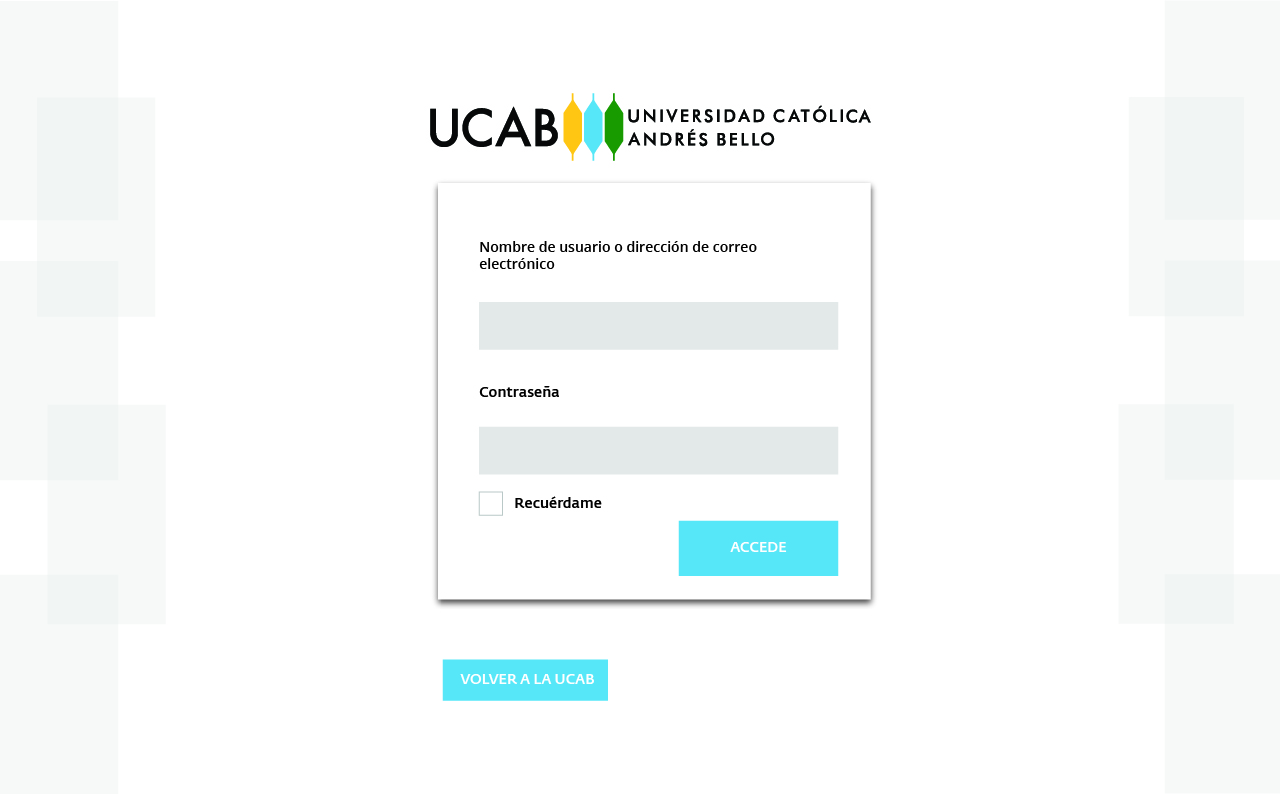 UCAB
UNIVERSIDAD CATÓLICA
ANDRÉS BELLO
Nombre de usuario o dirección de correo
electrónico
Contraseña
Recuérdame
ACCEDE
VOLVER A LA UCAB